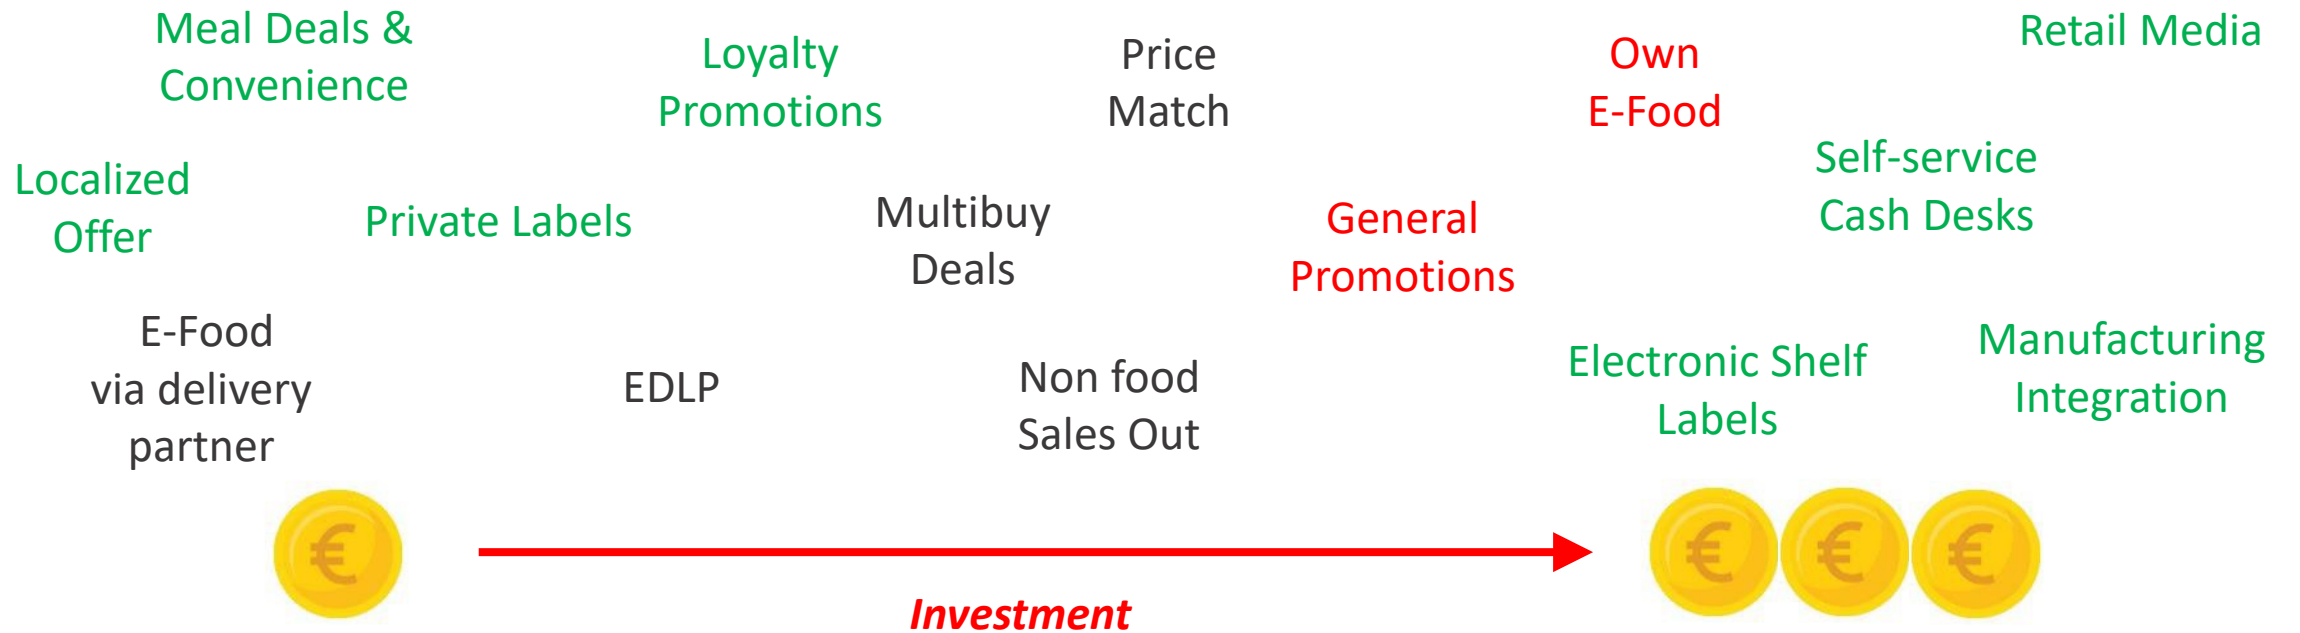 Meal Deals &
Convenience
Loyalty
Promotions
Price
Match
Own
E-Food
Retail Media
Localized
Offer
Private Labels
Multibuy
Deals
General
Promotions
Self-service
Cash Desks
E-Food
via delivery
partner
EDLP
Non food
Sales Out
Electronic Shelf
Labels
Manufacturing
Integration
€
€
€
€
Investment